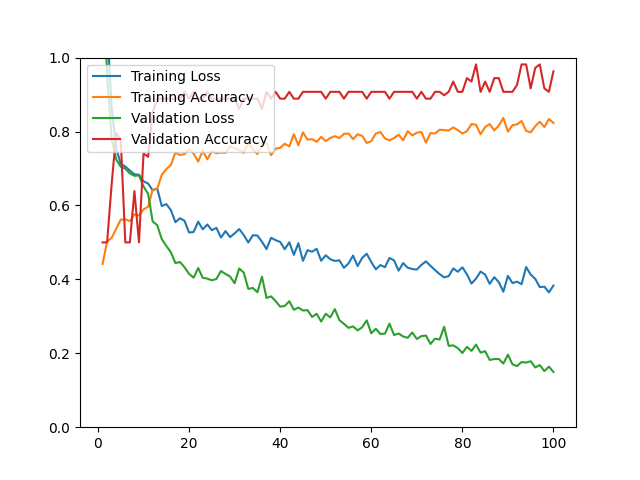 1.0
0.8
0.6
0.4
0.2
0.0
0 20 40 60 80 100
Training Loss
Training Accuracy
Validation Loss
Validation Accuracy